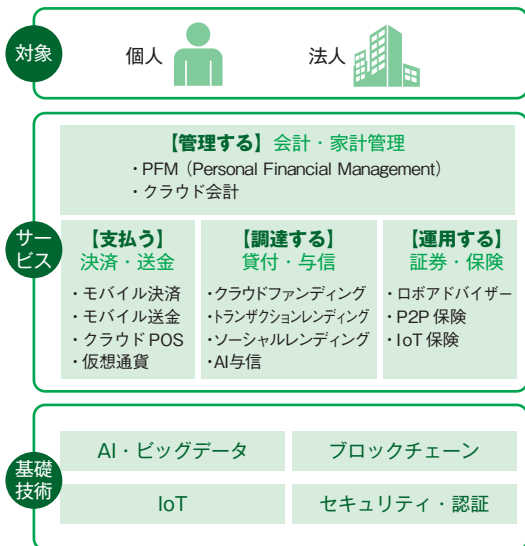 対象
個人
法人
サー
ビス
【管理する】会計・家計管理
・PFM（Personal Financial Management）
・クラウド会計
【支払う】
決済・送金
・モバイル決済
・モバイル送金
・クラウドPOS
・仮想通貨
【調達する】
貸付・与信
・クラウドファンディング
・トランザクションレンディング
・ソーシャルレンディング
・AI与信
【運用する】
証券・保険
・ロボアドバイザー
・P2P保険
・IoT保険
基礎
技術
AI・ビッグデータ
ブロックチェーン
IoT
セキュリティ・認証